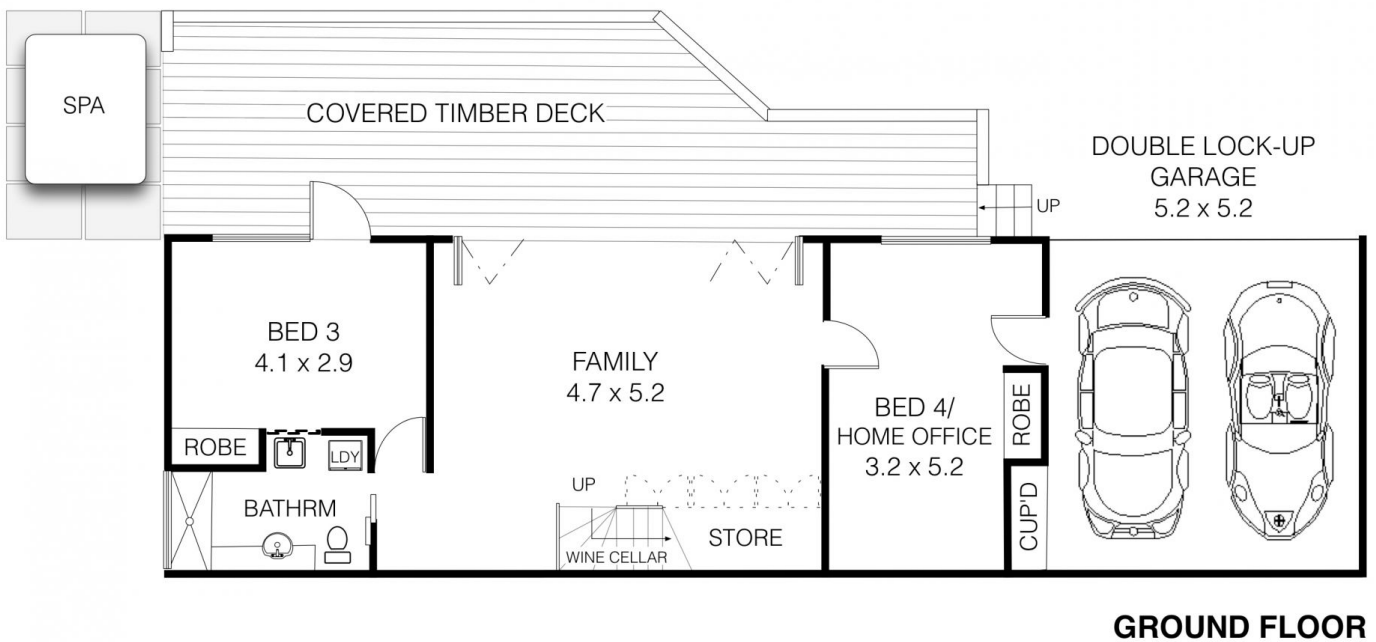 SPA
COVERED TIMBER DECK
DOUBLE LOCK-UP
GARAGE
5.2 x 5.2
UP
BED 3
4.1 x 2.9
FAMILY
4.7 x 5.2
BED 4/
HOME OFFICE
3.2 x 5.2
ROBE
ROBE
LDY
BATHRM
UP
STORE
WINE CELLAR
CUP'D
GROUND FLOOR